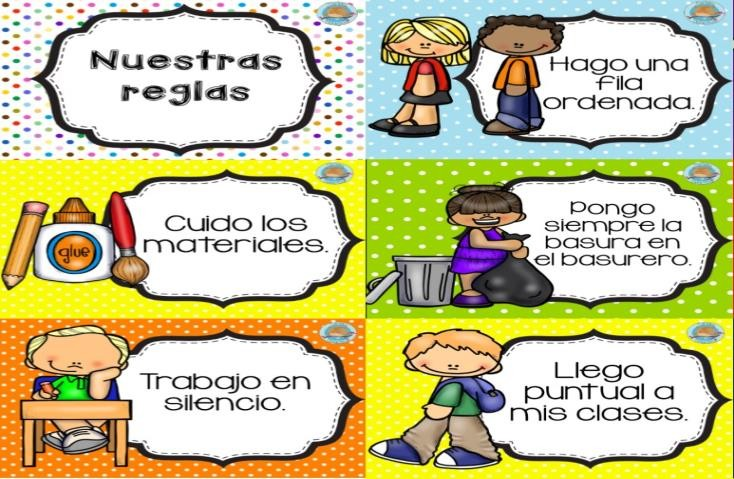 Nuestras
reglas
Hago una
fila
ordenada.
Cuido los
materiales.
glue
Pongo
siempre la
basura en
el basurero.
Trabajo en
silencio.
Llego
puntual a
mis clases.